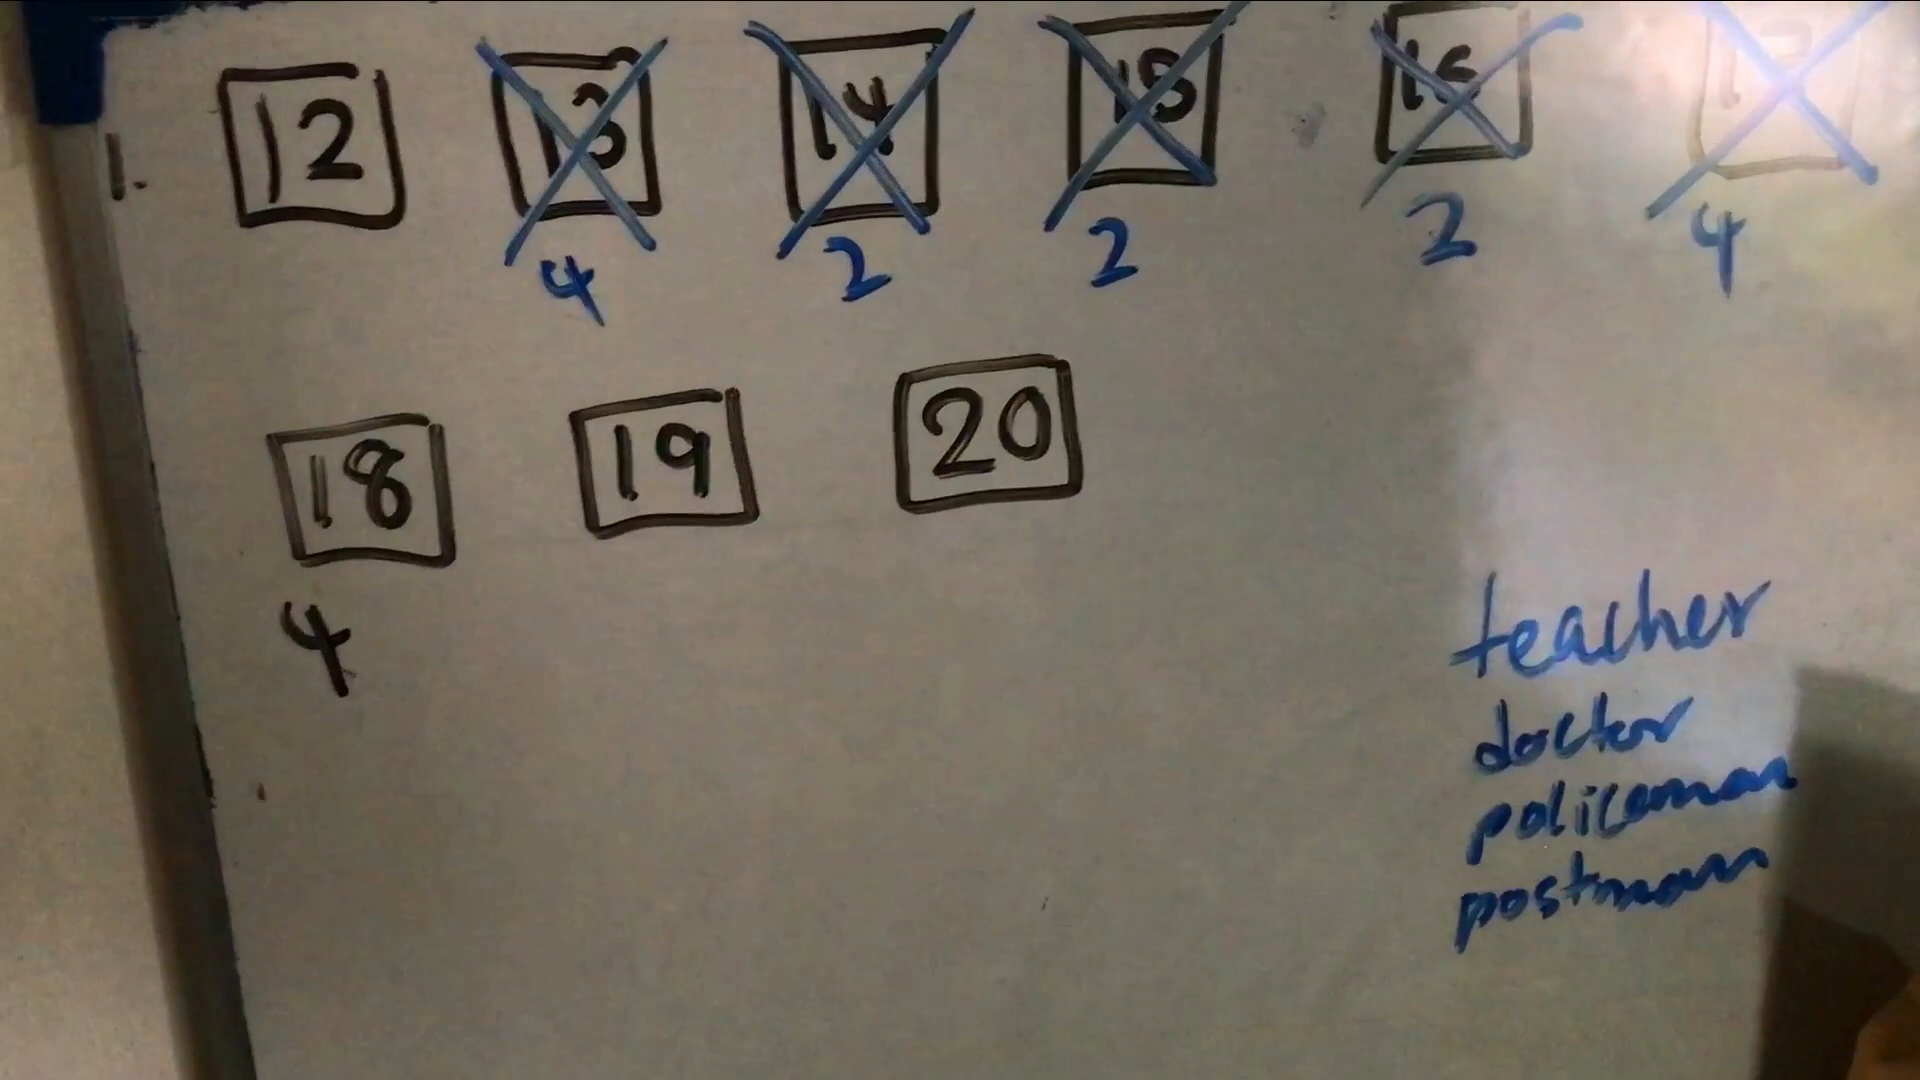 1. 12 13 14 15 16
4 2 2 2 4
18 19 20
4
teacher
doctor
policeman
postman